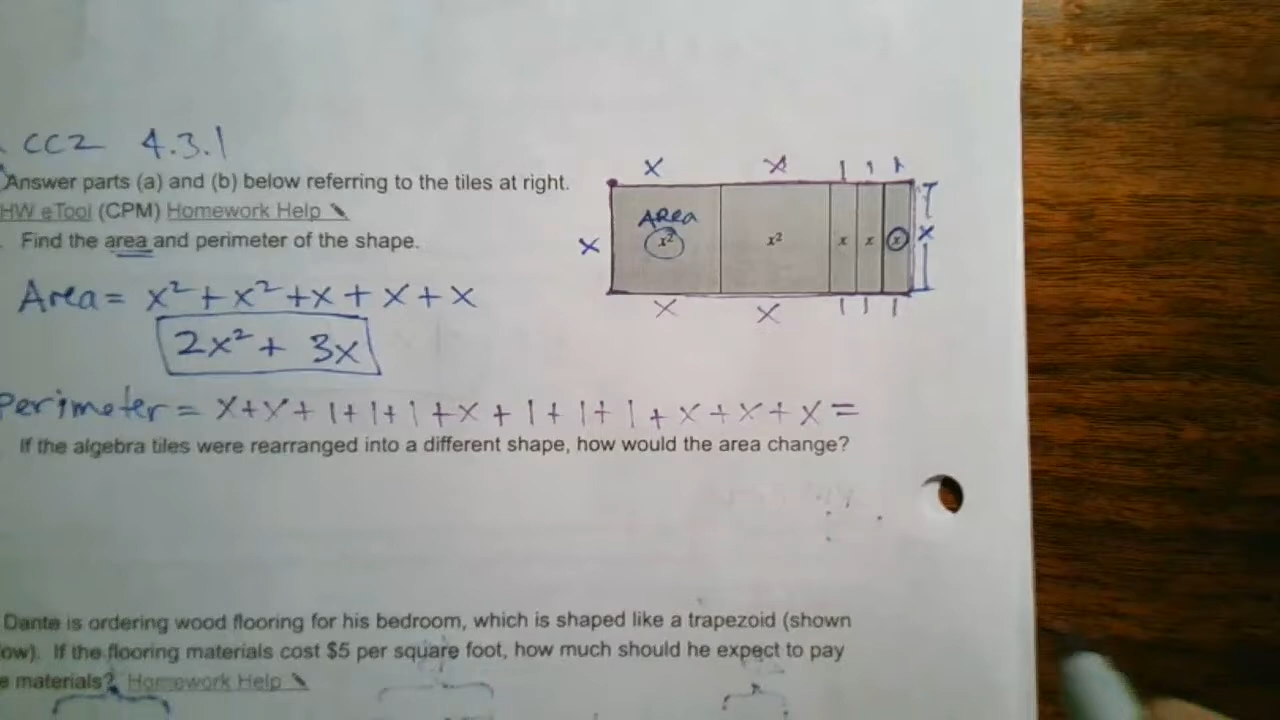 CC2 4.3.1
Answer parts (a) and (b) below referring to the tiles at right.
HW eTool (CPM) Homework Help
Find the area and perimeter of the shape.
Area = x² + x² + x + x + x
2x² + 3x
Perimeter = x + x + 1 + 1 + 1 + x + 1 + 1 + 1 + x + x + x =
If the algebra tiles were rearranged into a different shape, how would the area change?
x x 1 1 1
AREA
x x² x² x x x x
x x 1 1 1
Dante is ordering wood flooring for his bedroom, which is shaped like a trapezoid (shown
ow). If the flooring materials cost $5 per square foot, how much should he expect to pay
e materials? Homework Help